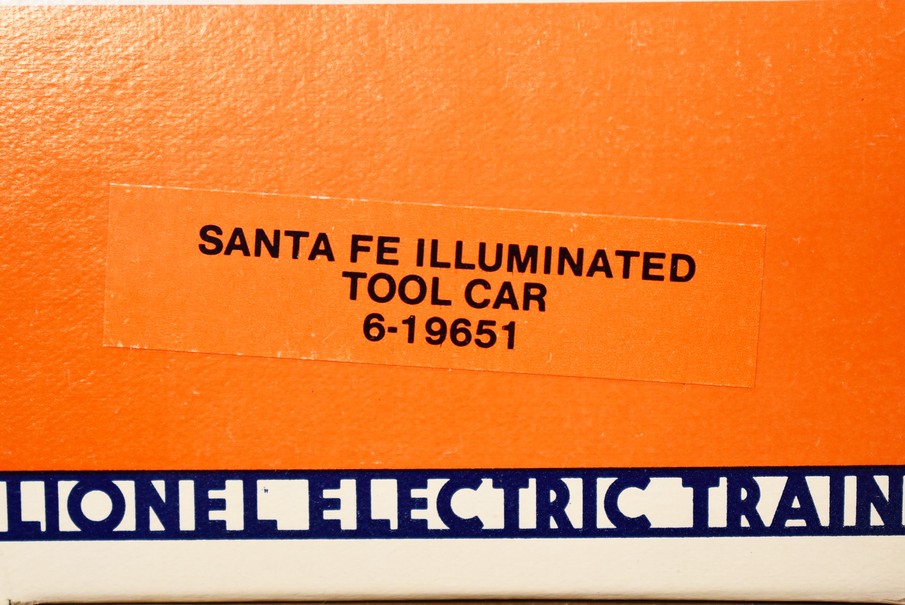 SANTA FE ILLUMINATED
TOOL CAR
6-19651
LIONEL ELECTRIC TRAIN